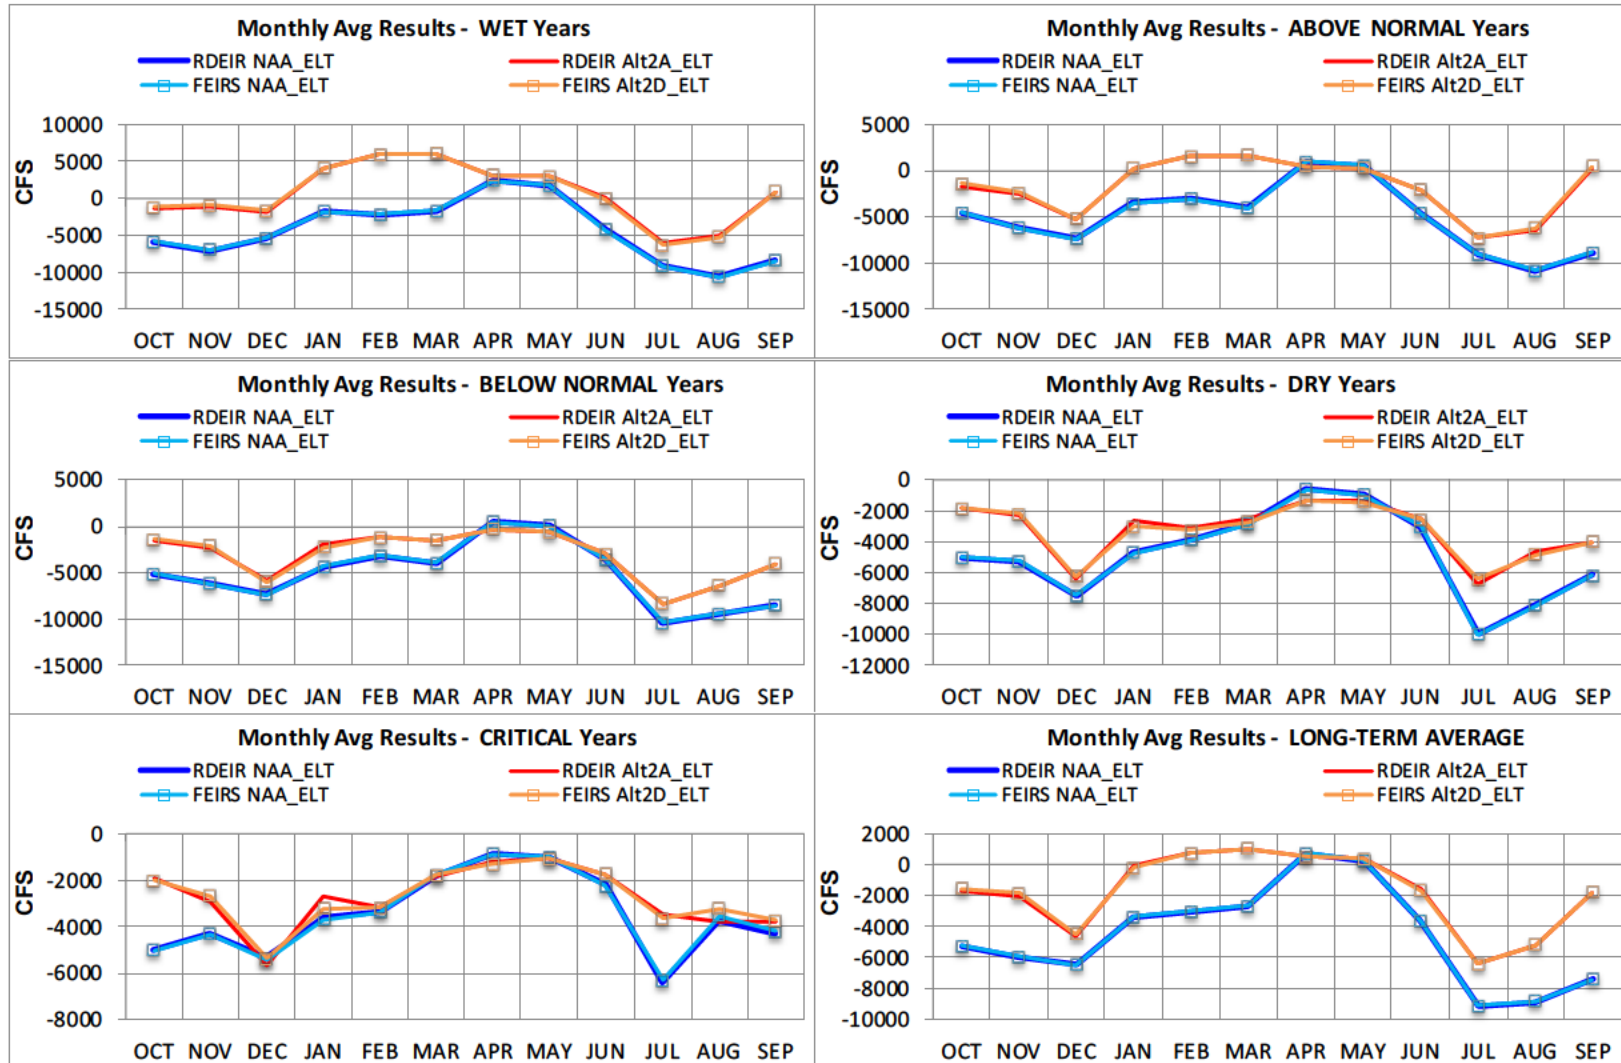 Monthly Avg Results - WET Years
RDEIR NAA_ELT RDEIR Alt2A_ELT
FEIRS NAA_ELT FEIRS Alt2D_ELT
CFS
10000
5000
0
-5000
-10000
-15000
OCT NOV DEC JAN FEB MAR APR MAY JUN JUL AUG SEP
Monthly Avg Results - ABOVE NORMAL Years
RDEIR NAA_ELT RDEIR Alt2A_ELT
FEIRS NAA_ELT FEIRS Alt2D_ELT
CFS
5000
0
-5000
-10000
-15000
OCT NOV DEC JAN FEB MAR APR MAY JUN JUL AUG SEP
Monthly Avg Results - BELOW NORMAL Years
RDEIR NAA_ELT RDEIR Alt2A_ELT
FEIRS NAA_ELT FEIRS Alt2D_ELT
CFS
5000
0
-5000
-10000
-15000
OCT NOV DEC JAN FEB MAR APR MAY JUN JUL AUG SEP
Monthly Avg Results - DRY Years
RDEIR NAA_ELT RDEIR Alt2A_ELT
FEIRS NAA_ELT FEIRS Alt2D_ELT
CFS
0
-2000
-4000
-6000
-8000
-10000
-12000
OCT NOV DEC JAN FEB MAR APR MAY JUN JUL AUG SEP
Monthly Avg Results - CRITICAL Years
RDEIR NAA_ELT RDEIR Alt2A_ELT
FEIRS NAA_ELT FEIRS Alt2D_ELT
CFS
0
-2000
-4000
-6000
-8000
OCT NOV DEC JAN FEB MAR APR MAY JUN JUL AUG SEP
Monthly Avg Results - LONG-TERM AVERAGE
RDEIR NAA_ELT RDEIR Alt2A_ELT
FEIRS NAA_ELT FEIRS Alt2D_ELT
CFS
2000
0
-2000
-4000
-6000
-8000
-10000
OCT NOV DEC JAN FEB MAR APR MAY JUN JUL AUG SEP